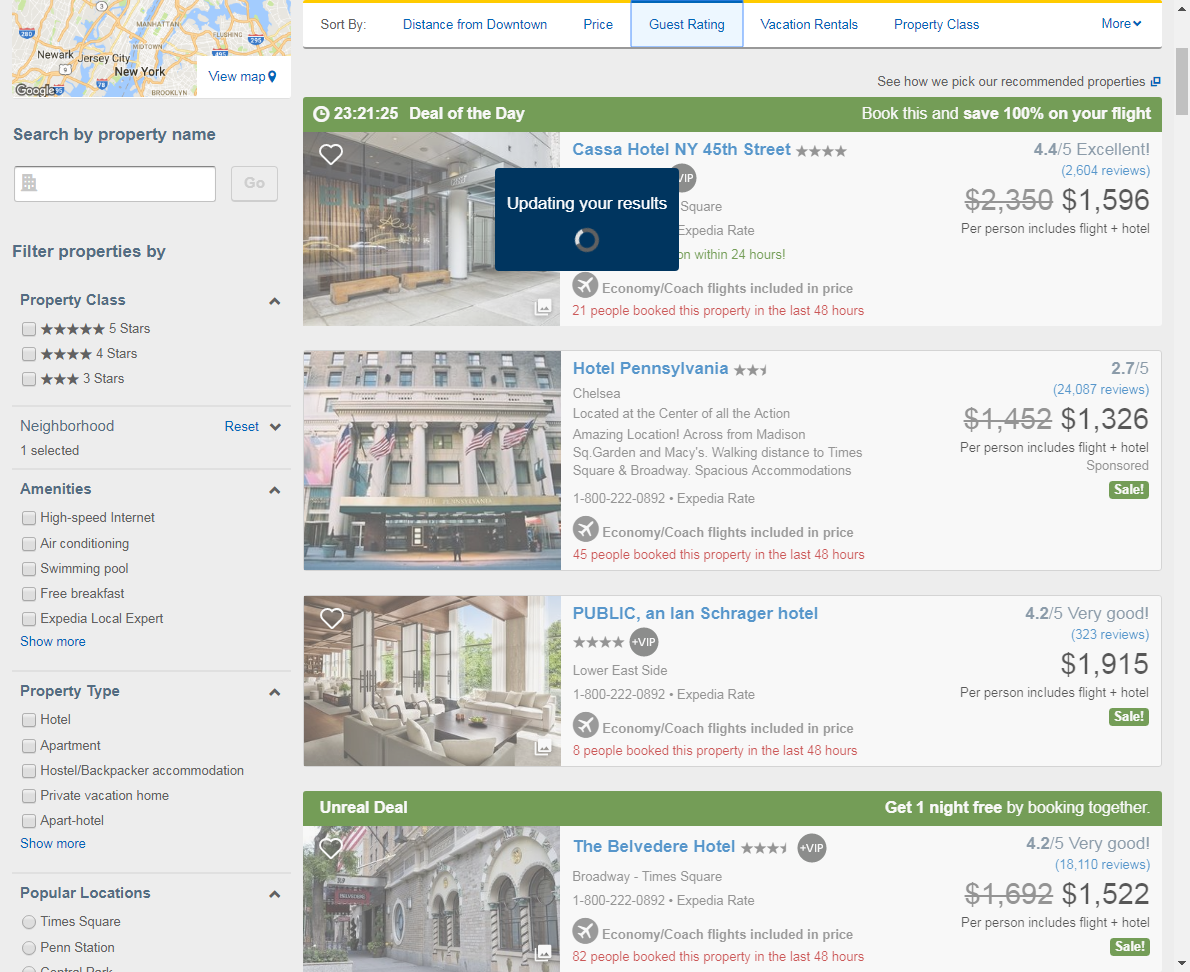 MANHATTAN
FLUSHING
Newark
Jersey City
MIDTOWN
New York
BROOKLYN
Google
View map
Search by property name
Go
Filter properties by
Property Class
5 Stars
4 Stars
3 Stars
Neighborhood Reset
1 selected
Amenities
High-speed Internet
Air conditioning
Swimming pool
Free breakfast
Expedia Local Expert
Show more
Property Type
Hotel
Apartment
Hostel/Backpacker accommodation
Private vacation home
Apart-hotel
Show more
Popular Locations
Times Square
Penn Station
Central Park
Sort By: Distance from Downtown Price Guest Rating Vacation Rentals Property Class More
See how we pick our recommended properties
23:21:25 Deal of the Day Book this and save 100% on your flight
Cassa Hotel NY 45th Street 4.4/5 Excellent!
VIP (2,604 reviews)
Updating your results
Square $2,350 $1,596
Expedia Rate Per person includes flight + hotel
on within 24 hours!
Economy/Coach flights included in price
21 people booked this property in the last 48 hours
Hotel Pennsylvania 2.7/5
Chelsea (24,087 reviews)
Located at the Center of all the Action $1,452 $1,326
Amazing Location! Across from Madison
Sq.Garden and Macy's. Walking distance to Times
Square & Broadway. Spacious Accommodations
Per person includes flight + hotel
Sponsored
Sale!
1-800-222-0892 • Expedia Rate
Economy/Coach flights included in price
45 people booked this property in the last 48 hours
PUBLIC, an Ian Schrager hotel 4.2/5 Very good!
+VIP (323 reviews)
Lower East Side $1,915
1-800-222-0892 • Expedia Rate Per person includes flight + hotel
Sale!
Economy/Coach flights included in price
8 people booked this property in the last 48 hours
Unreal Deal Get 1 night free by booking together.
The Belvedere Hotel +VIP 4.2/5 Very good!
(18,110 reviews)
Broadway - Times Square $1,692 $1,522
1-800-222-0892 • Expedia Rate Per person includes flight + hotel
Economy/Coach flights included in price Sale!
82 people booked this property in the last 48 hours